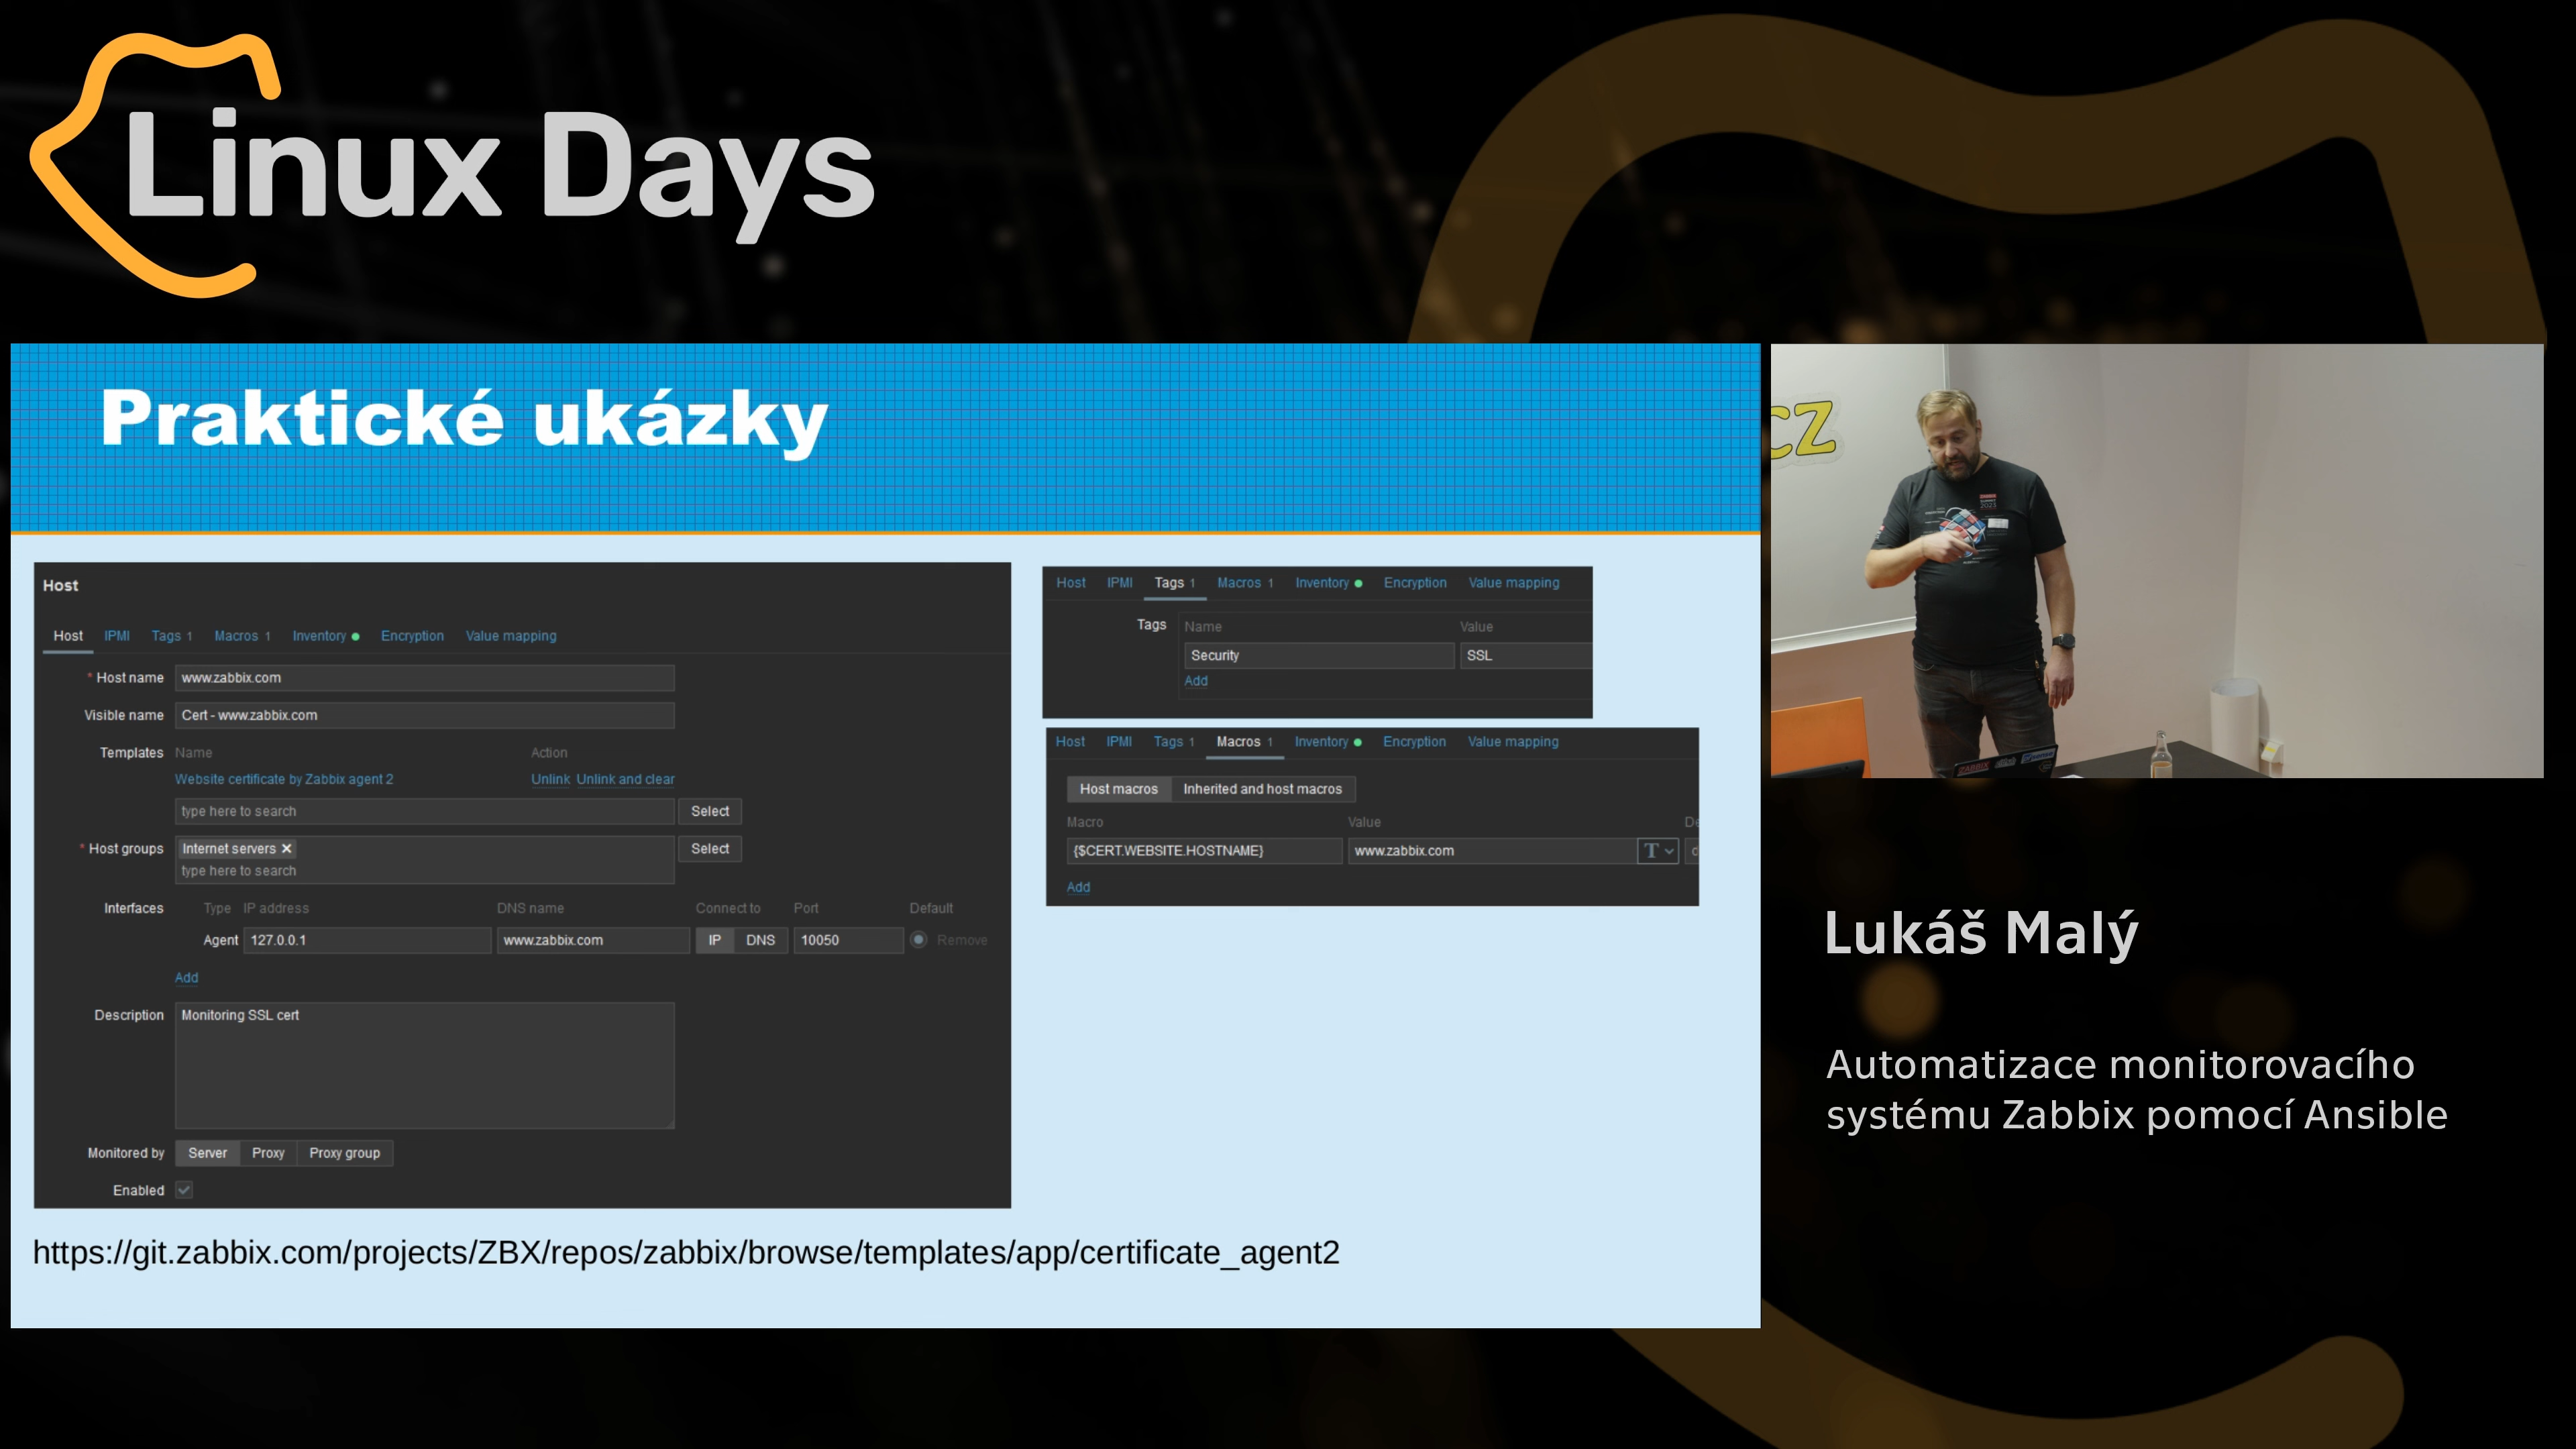 Linux Days
Praktické ukázky
Host
Host IPMI Tags 1 Macros 1 Inventory Encryption Value mapping
* Host name www.zabbix.com
Visible name Cert - www.zabbix.com
Templates Name Action
Website certificate by Zabbix agent 2 Unlink Unlink and clear
type here to search Select
* Host groups Internet servers ✕ Select
type here to search
Interfaces Type IP address DNS name Connect to Port Default
Agent 127.0.0.1 www.zabbix.com IP DNS 10050 Remove
Add
Description Monitoring SSL cert
Monitored by Server Proxy Proxy group
Enabled
Host IPMI Tags 1 Macros 1 Inventory Encryption Value mapping
Tags Name Value
Security SSL
Add
Host IPMI Tags 1 Macros 1 Inventory Encryption Value mapping
Host macros Inherited and host macros
Macro Value De
{$CERT.WEBSITE.HOSTNAME} www.zabbix.com T
Add
https://git.zabbix.com/projects/ZBX/repos/zabbix/browse/templates/app/certificate_agent2
CZ
ZABBIX
Lukáš Malý
Automatizace monitorovacího
systému Zabbix pomocí Ansible